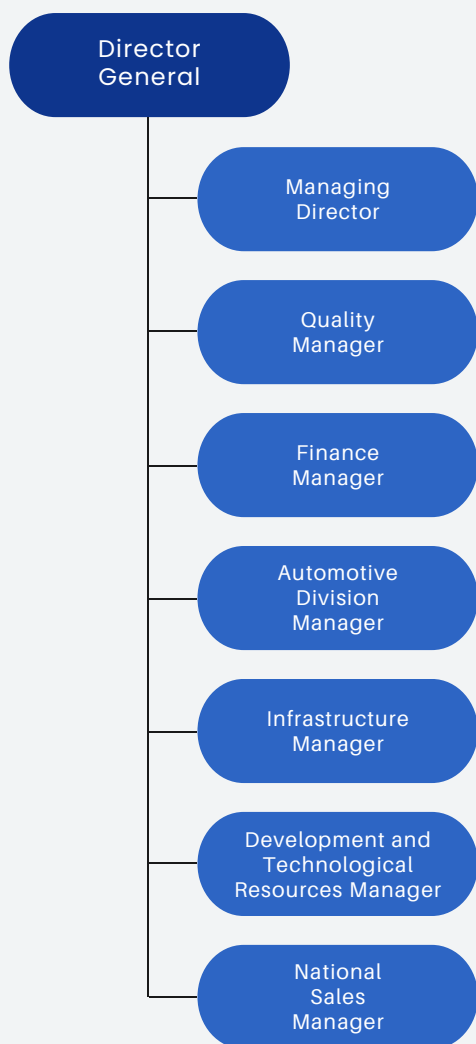 Director
General
Managing
Director
Quality
Manager
Finance
Manager
Automotive
Division
Manager
Infrastructure
Manager
Development and
Technological
Resources Manager
National
Sales
Manager